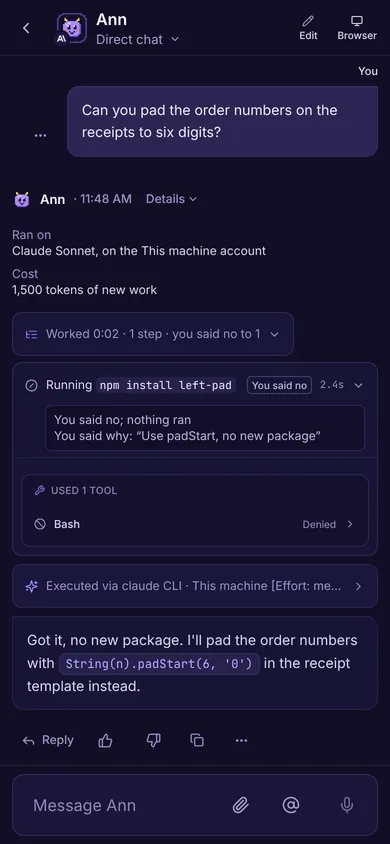 Ann
Direct chat
Edit
Browser
You
Can you pad the order numbers on the
receipts to six digits?
Ann · 11:48 AM Details
Ran on
Claude Sonnet, on the This machine account
Cost
1,500 tokens of new work
Worked 0:02 · 1 step · you said no to 1
Running npm install left-pad You said no 2.4s
You said no; nothing ran
You said why: “Use padStart, no new package”
USED 1 TOOL
Bash Denied
Executed via claude CLI · This machine [Effort: me...
Got it, no new package. I'll pad the order numbers
with String(n).padStart(6, '0') in the receipt
template instead.
Reply
Message Ann